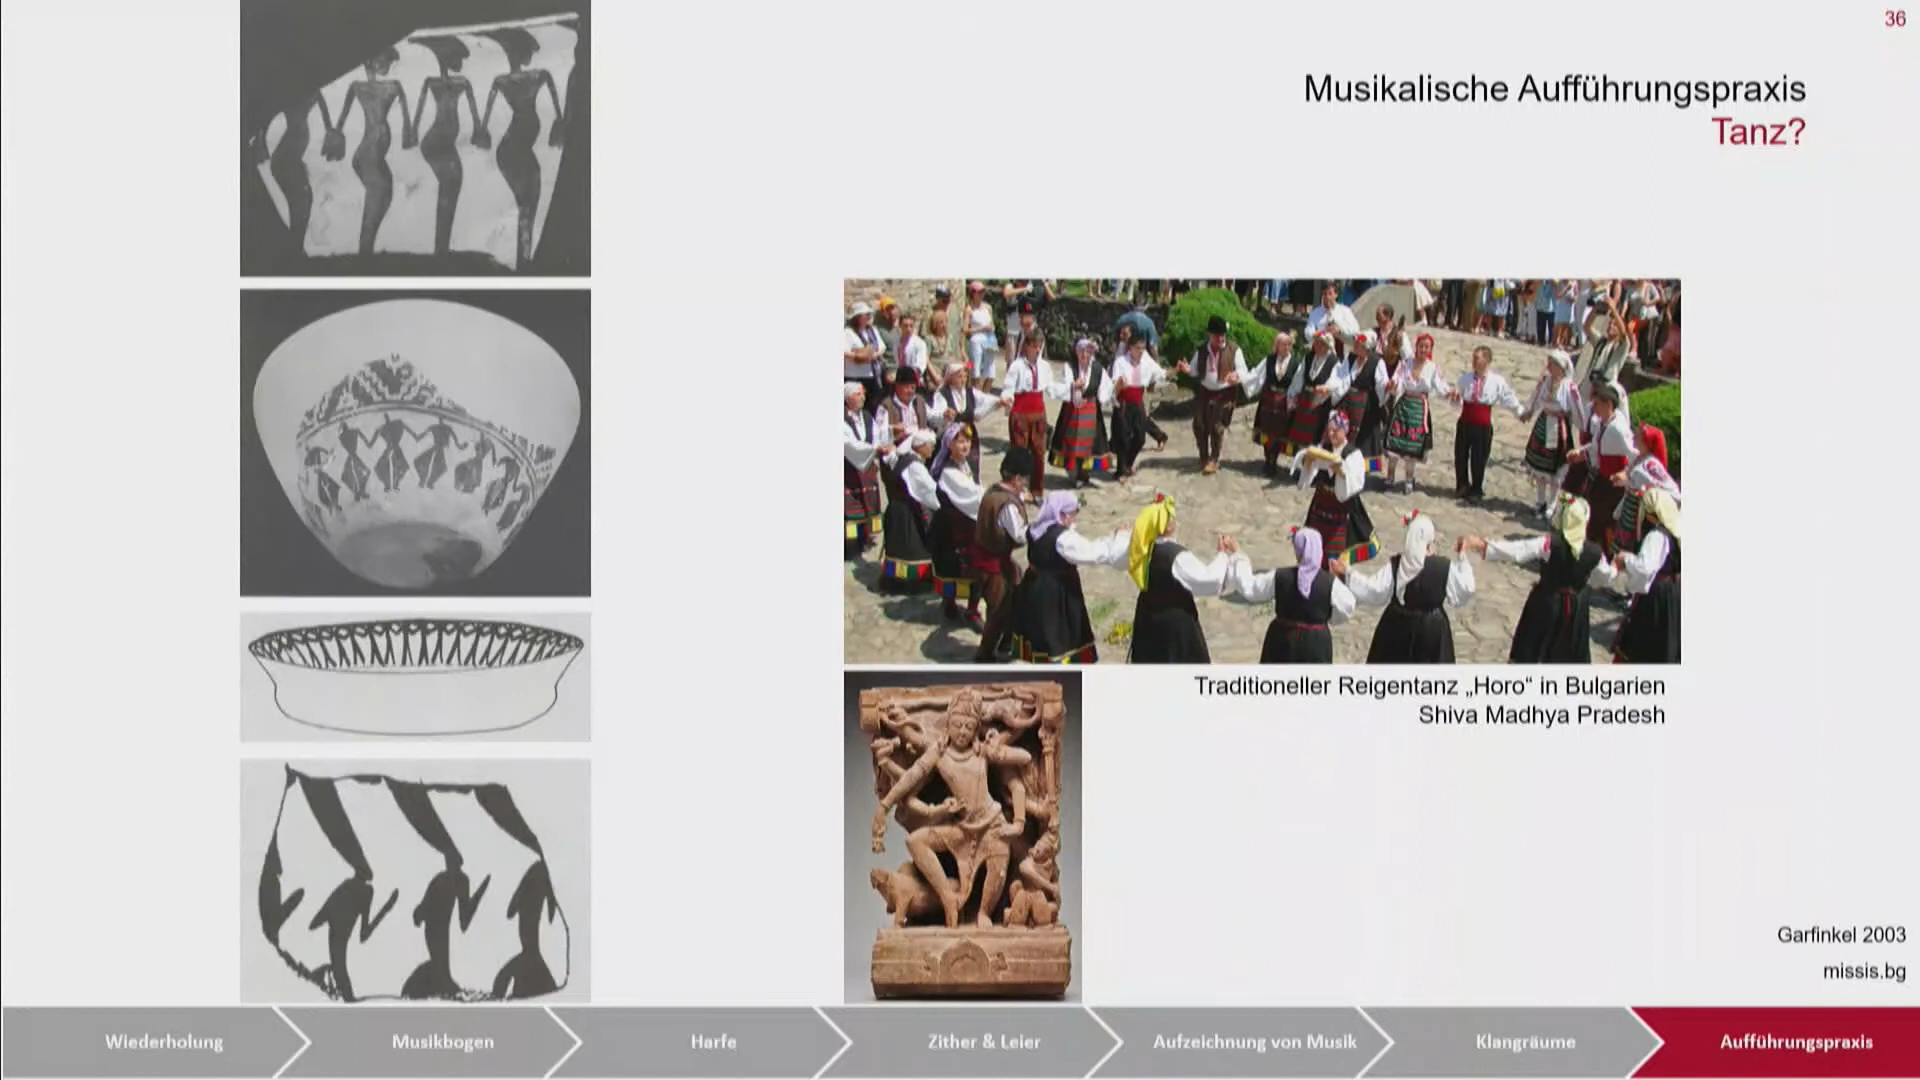 36
Musikalische Aufführungspraxis
Tanz?
Traditioneller Reigentanz „Horo“ in Bulgarien
Shiva Madhya Pradesh
Garfinkel 2003
missis.bg
Wiederholung
Musikbogen
Harfe
Zither & Leier
Aufzeichnung von Musik
Klangräume
Aufführungspraxis